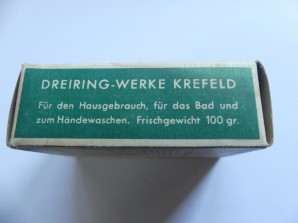 DREIRING-WERKE KREFELD
Für den Hausgebrauch, für das Bad und
zum Händewaschen. Frischgewicht 100 gr.